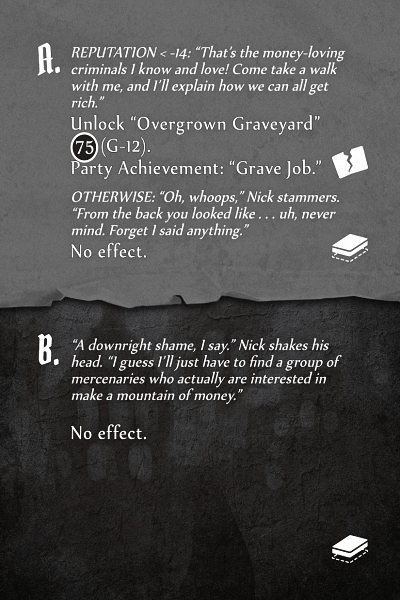 A.
REPUTATION < -14: “That’s the money-loving
criminals I know and love! Come take a walk
with me, and I’ll explain how we can all get
rich.”
Unlock “Overgrown Graveyard”
75 (G-12).
Party Achievement: “Grave Job.”
OTHERWISE: “Oh, whoops,” Nick stammers.
“From the back you looked like . . . uh, never
mind. Forget I said anything.”
No effect.
B.
“A downright shame, I say.” Nick shakes his
head. “I guess I’ll just have to find a group of
mercenaries who actually are interested in
make a mountain of money.”
No effect.